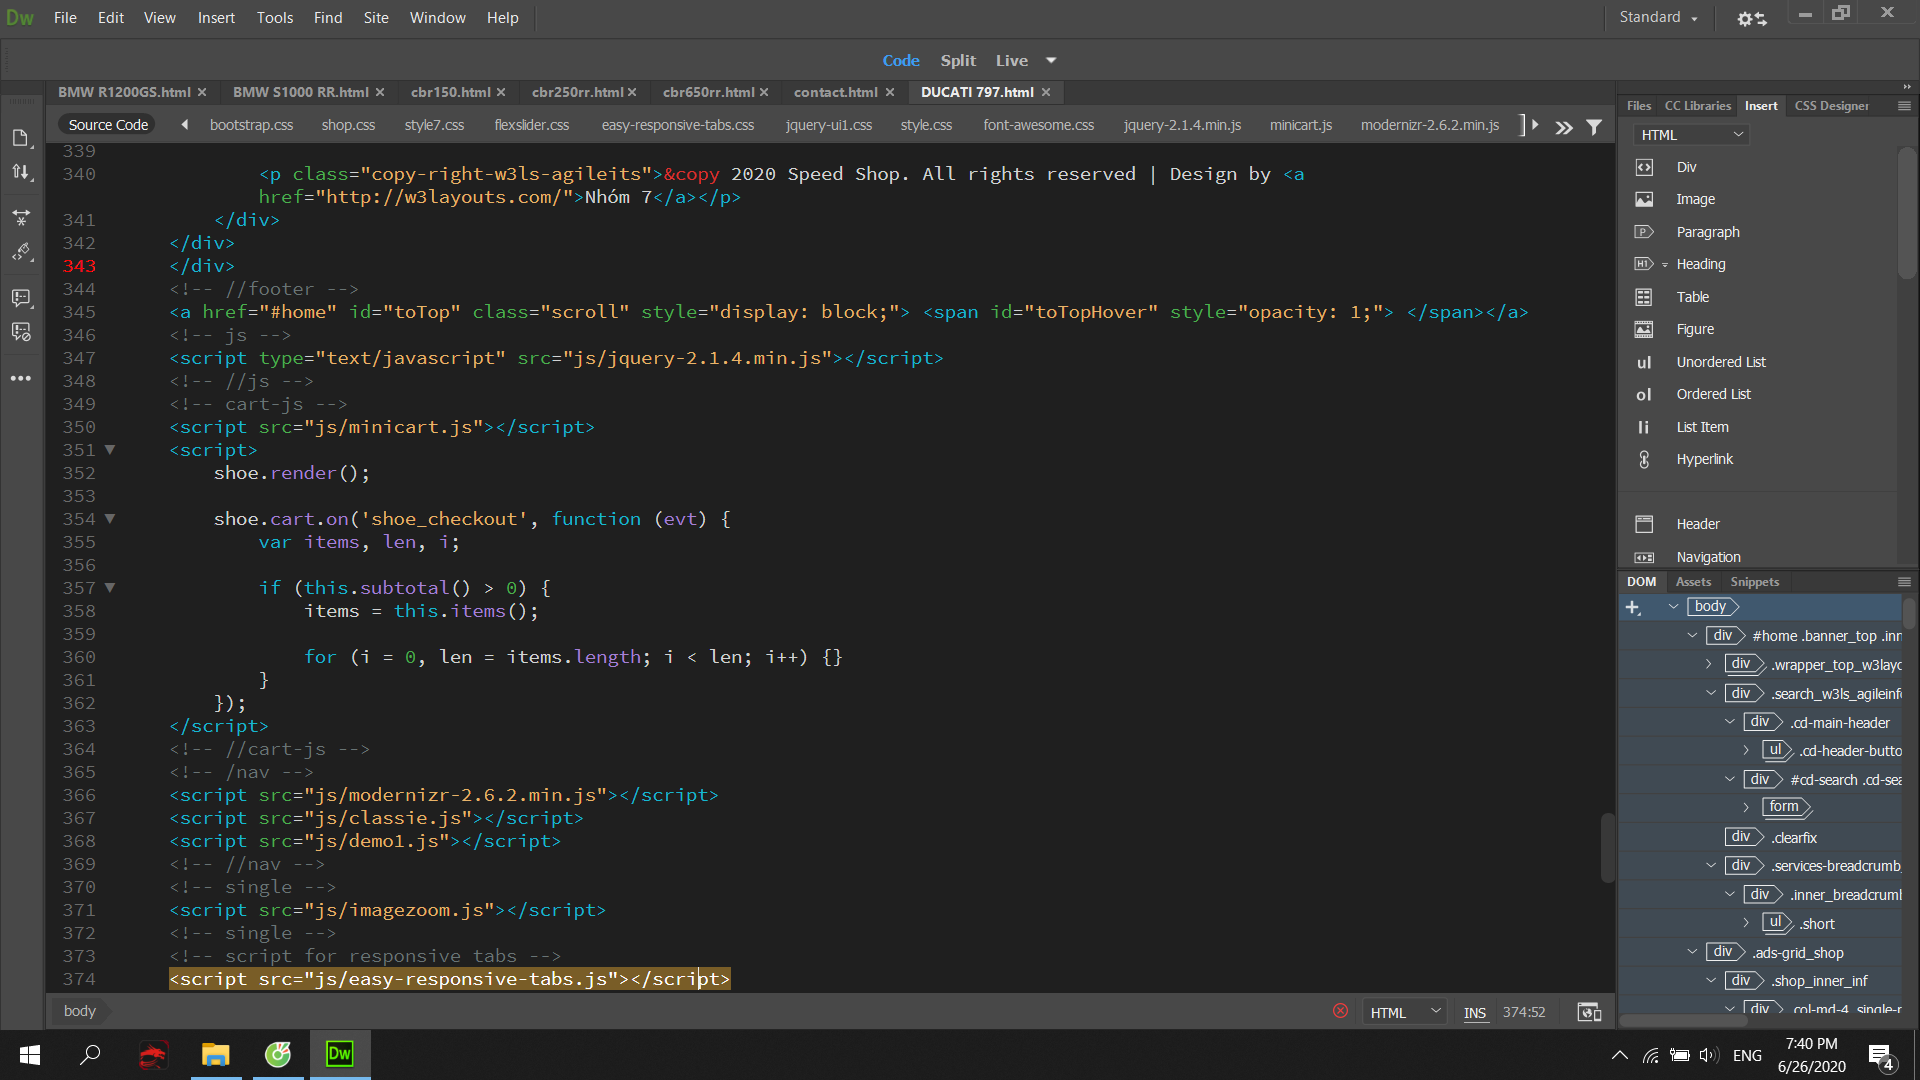 Dw File Edit View Insert Tools Find Site Window Help Standard
Code Split Live
BMW R1200GS.html BMW S1000 RR.html cbr150.html cbr250rr.html cbr650rr.html contact.html DUCATI 797.html
Source Code bootstrap.css shop.css style7.css flexslider.css easy-responsive-tabs.css jquery-ui1.css style.css font-awesome.css jquery-2.1.4.min.js minicart.js modernizr-2.6.2.min.js
339
340 <p class="copy-right-w3ls-agileits">&copy 2020 Speed Shop. All rights reserved | Design by <a
href="http://w3layouts.com/">Nhóm 7</a></p>
341 </div>
342 </div>
343 </div>
344 <!-- //footer -->
345 <a href="#home" id="toTop" class="scroll" style="display: block;"> <span id="toTopHover" style="opacity: 1;"> </span></a>
346 <!-- js -->
347 <script type="text/javascript" src="js/jquery-2.1.4.min.js"></script>
348 <!-- //js -->
349 <!-- cart-js -->
350 <script src="js/minicart.js"></script>
351 <script>
352 shoe.render();
353
354 shoe.cart.on('shoe_checkout', function (evt) {
355 var items, len, i;
356
357 if (this.subtotal() > 0) {
358 items = this.items();
359
360 for (i = 0, len = items.length; i < len; i++) {}
361 }
362 });
363 </script>
364 <!-- //cart-js -->
365 <!-- /nav -->
366 <script src="js/modernizr-2.6.2.min.js"></script>
367 <script src="js/classie.js"></script>
368 <script src="js/demo1.js"></script>
369 <!-- //nav -->
370 <!-- single -->
371 <script src="js/imagezoom.js"></script>
372 <!-- single -->
373 <!-- script for responsive tabs -->
374 <script src="js/easy-responsive-tabs.js"></script>
body HTML INS 374:52
Files CC Libraries Insert CSS Designer
HTML
Div
Image
P Paragraph
H1 Heading
Table
Figure
ul Unordered List
ol Ordered List
li List Item
Hyperlink
Header
Navigation
DOM Assets Snippets
body
div #home .banner_top .inn
div .wrapper_top_w3layo
div .search_w3ls_agileinfo
div .cd-main-header
ul .cd-header-butto
div #cd-search .cd-sea
form
div .clearfix
div .services-breadcrumb_
div .inner_breadcrumb
ul .short
div .ads-grid_shop
div .shop_inner_inf
div .col-md-4 .single-r
Dw ENG 7:40 PM
6/26/2020 4